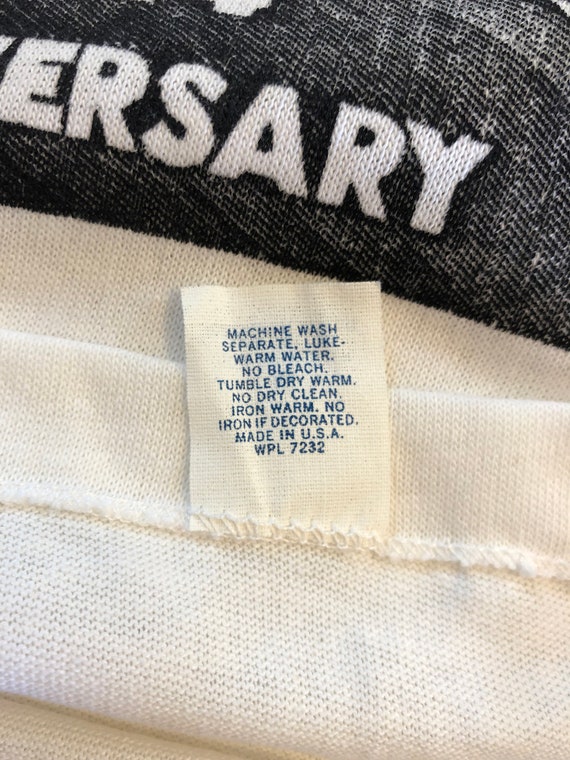 VERSARY
MACHINE WASH
SEPARATE, LUKE-
WARM WATER.
NO BLEACH.
TUMBLE DRY WARM.
NO DRY CLEAN.
IRON WARM. NO
IRON IF DECORATED.
MADE IN U.S.A.
WPL 7232